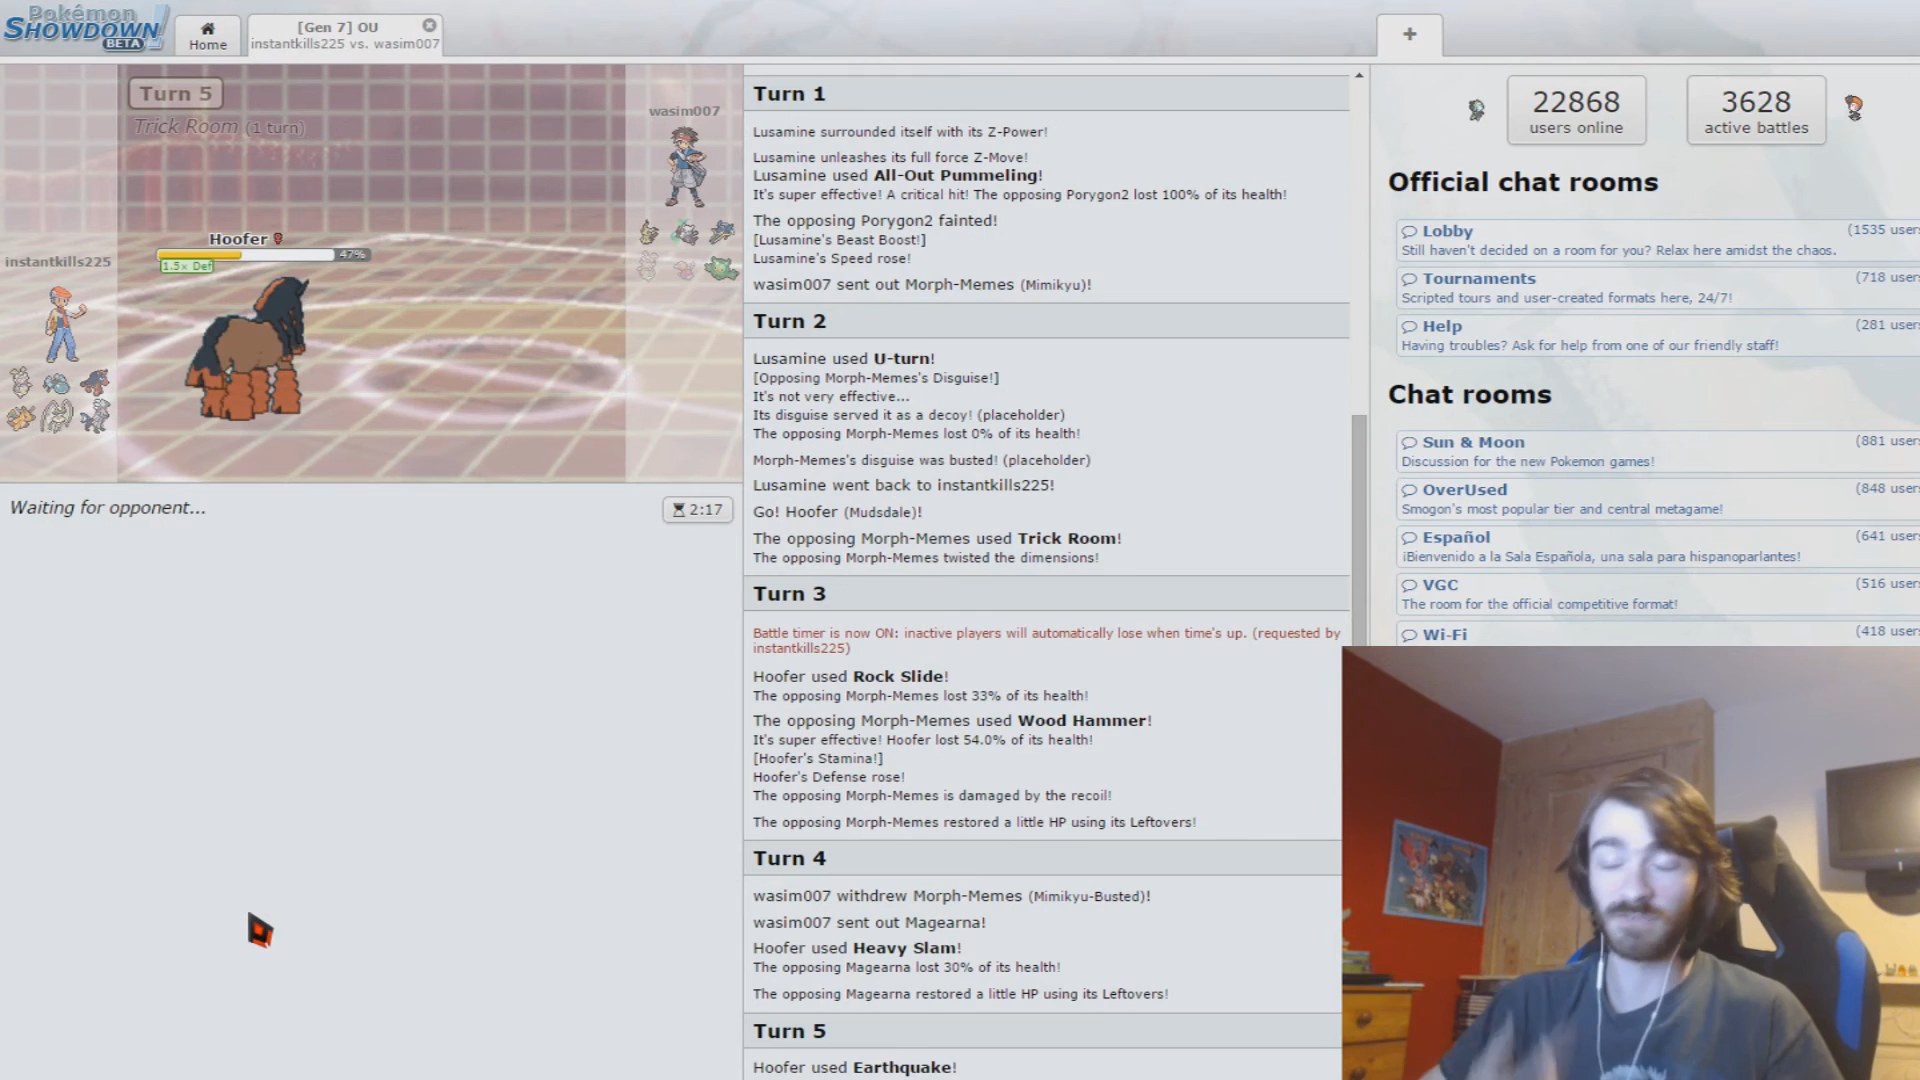 Pokémon
SHOWDOWN!
BETA
Home
[Gen 7] OU
instantkills225 vs. wasim007
+
Turn 5
Trick Room (1 turn)
wasim007
Hoofer
47%
1.5× Def
instantkills225
Waiting for opponent...
2:17
Turn 1
Lusamine surrounded itself with its Z-Power!
Lusamine unleashes its full force Z-Move!
Lusamine used All-Out Pummeling!
It's super effective! A critical hit! The opposing Porygon2 lost 100% of its health!
The opposing Porygon2 fainted!
[Lusamine's Beast Boost!]
Lusamine's Speed rose!
wasim007 sent out Morph-Memes (Mimikyu)!
Turn 2
Lusamine used U-turn!
[Opposing Morph-Memes's Disguise!]
It's not very effective...
Its disguise served it as a decoy! (placeholder)
The opposing Morph-Memes lost 0% of its health!
Morph-Memes's disguise was busted! (placeholder)
Lusamine went back to instantkills225!
Go! Hoofer (Mudsdale)!
The opposing Morph-Memes used Trick Room!
The opposing Morph-Memes twisted the dimensions!
Turn 3
Battle timer is now ON: inactive players will automatically lose when time's up. (requested by
instantkills225)
Hoofer used Rock Slide!
The opposing Morph-Memes lost 33% of its health!
The opposing Morph-Memes used Wood Hammer!
It's super effective! Hoofer lost 54.0% of its health!
[Hoofer's Stamina!]
Hoofer's Defense rose!
The opposing Morph-Memes is damaged by the recoil!
The opposing Morph-Memes restored a little HP using its Leftovers!
Turn 4
wasim007 withdrew Morph-Memes (Mimikyu-Busted)!
wasim007 sent out Magearna!
Hoofer used Heavy Slam!
The opposing Magearna lost 30% of its health!
The opposing Magearna restored a little HP using its Leftovers!
Turn 5
Hoofer used Earthquake!
22868
users online
3628
active battles
Official chat rooms
Lobby
(1535 users
Still haven't decided on a room for you? Relax here amidst the chaos.
Tournaments
(718 users
Scripted tours and user-created formats here, 24/7!
Help
(281 users
Having troubles? Ask for help from one of our friendly staff!
Chat rooms
Sun & Moon
(881 users
Discussion for the new Pokemon games!
OverUsed
(848 users
Smogon's most popular tier and central metagame!
Español
(641 users
¡Bienvenido a la Sala Española, una sala para hispanoparlantes!
VGC
(516 users
The room for the official competitive format!
Wi-Fi
(418 users